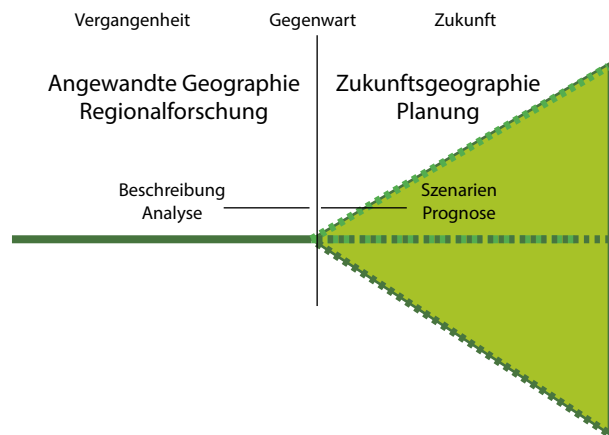 Vergangenheit
Gegenwart
Zukunft
Angewandte Geographie
Regionalforschung
Zukunftsgeographie
Planung
Beschreibung
Analyse
Szenarien
Prognose